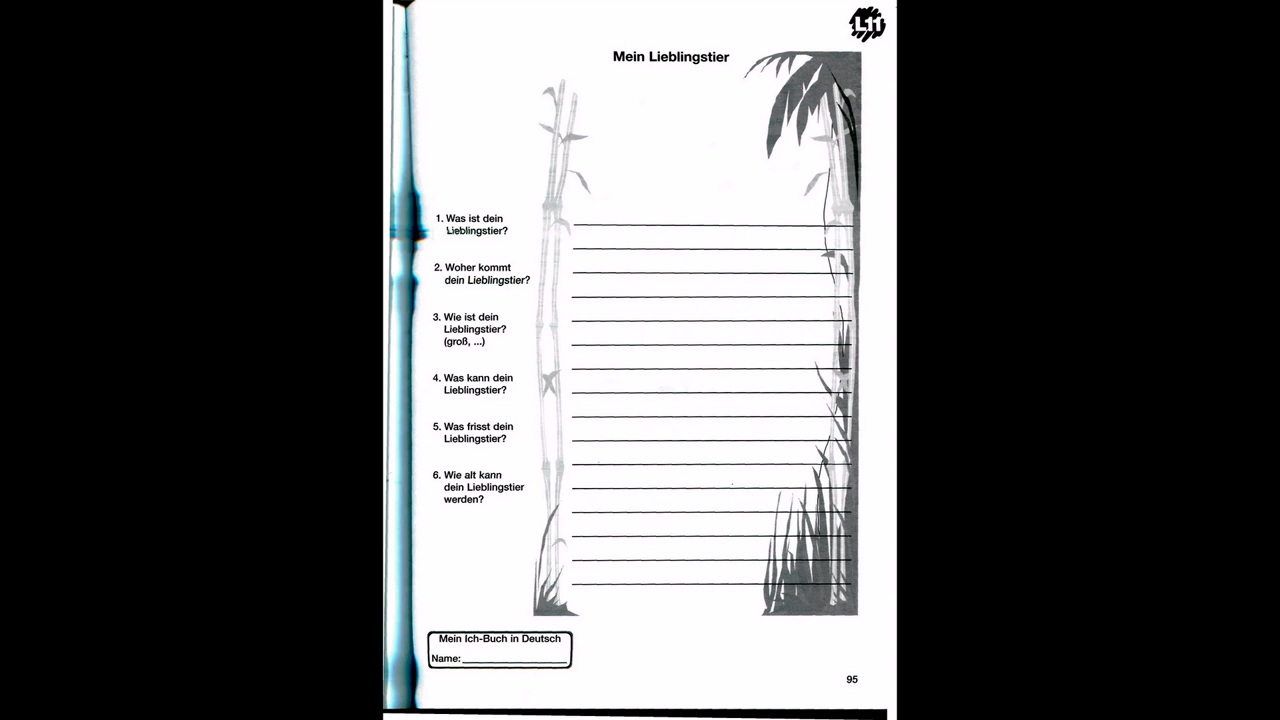 L11
Mein Lieblingstier
1. Was ist dein
Lieblingstier?
2. Woher kommt
dein Lieblingstier?
3. Wie ist dein
Lieblingstier?
(groß, ...)
4. Was kann dein
Lieblingstier?
5. Was frisst dein
Lieblingstier?
6. Wie alt kann
dein Lieblingstier
werden?
Mein Ich-Buch in Deutsch
Name:
95